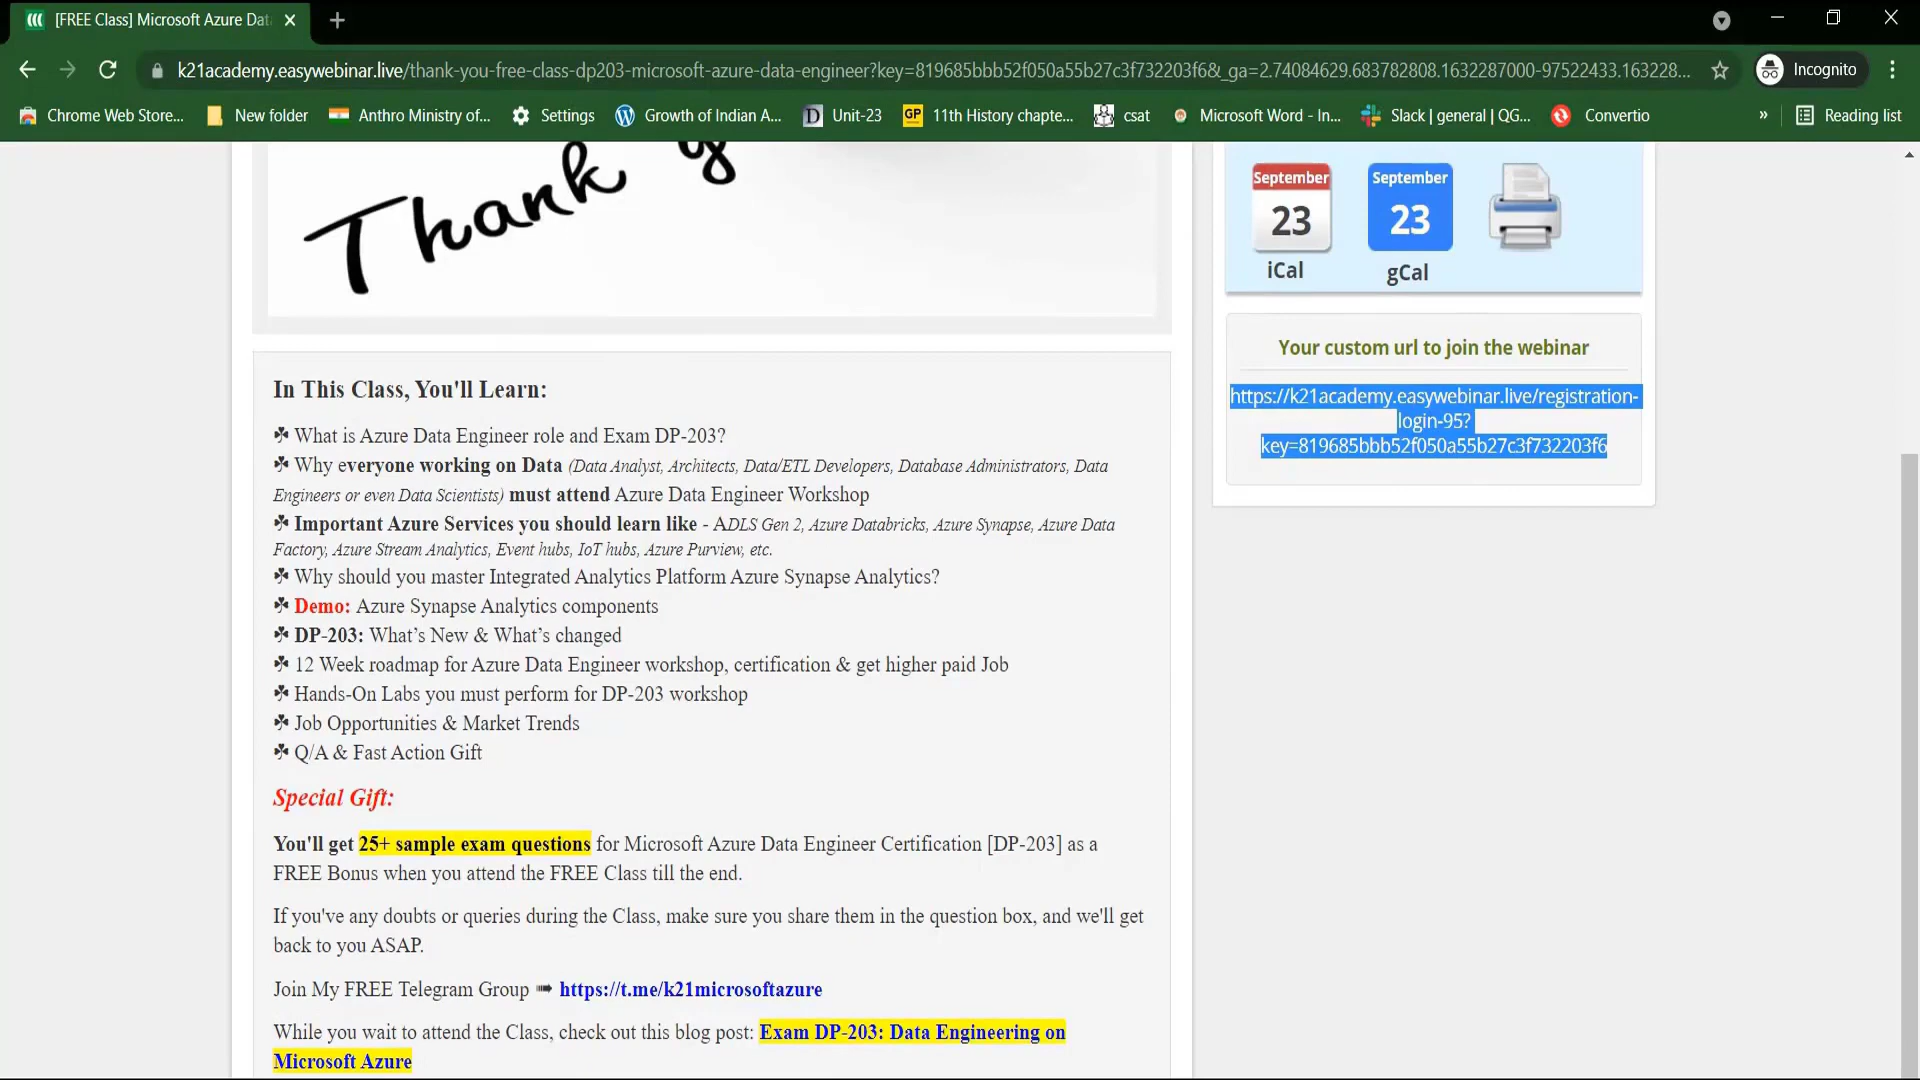 [FREE Class] Microsoft Azure Dat
k21academy.easywebinar.live/thank-you-free-class-dp203-microsoft-azure-data-engineer?key=819685bbb52f050a55b27c3f732203f6&_ga=2.74084629.683782808.1632287000-97522433.163228...
Incognito
Chrome Web Store...
New folder
Anthro Ministry of...
Settings
Growth of Indian A...
Unit-23
GP
11th History chapte...
csat
Microsoft Word - In...
Slack | general | QG...
Convertio
»
Reading list
Thank
September
23
iCal
September
23
gCal
Your custom url to join the webinar
https://k21academy.easywebinar.live/registration-
login-95?
key=819685bbb52f050a55b27c3f732203f6
In This Class, You'll Learn:
☘ What is Azure Data Engineer role and Exam DP-203?
☘ Why everyone working on Data (Data Analyst, Architects, Data/ETL Developers, Database Administrators, Data
Engineers or even Data Scientists) must attend Azure Data Engineer Workshop
☘ Important Azure Services you should learn like - ADLS Gen 2, Azure Databricks, Azure Synapse, Azure Data
Factory, Azure Stream Analytics, Event hubs, IoT hubs, Azure Purview, etc.
☘ Why should you master Integrated Analytics Platform Azure Synapse Analytics?
☘ Demo: Azure Synapse Analytics components
☘ DP-203: What’s New & What’s changed
☘ 12 Week roadmap for Azure Data Engineer workshop, certification & get higher paid Job
☘ Hands-On Labs you must perform for DP-203 workshop
☘ Job Opportunities & Market Trends
☘ Q/A & Fast Action Gift
Special Gift:
You'll get 25+ sample exam questions for Microsoft Azure Data Engineer Certification [DP-203] as a
FREE Bonus when you attend the FREE Class till the end.
If you've any doubts or queries during the Class, make sure you share them in the question box, and we'll get
back to you ASAP.
Join My FREE Telegram Group ➠ https://t.me/k21microsoftazure
While you wait to attend the Class, check out this blog post: Exam DP-203: Data Engineering on
Microsoft Azure